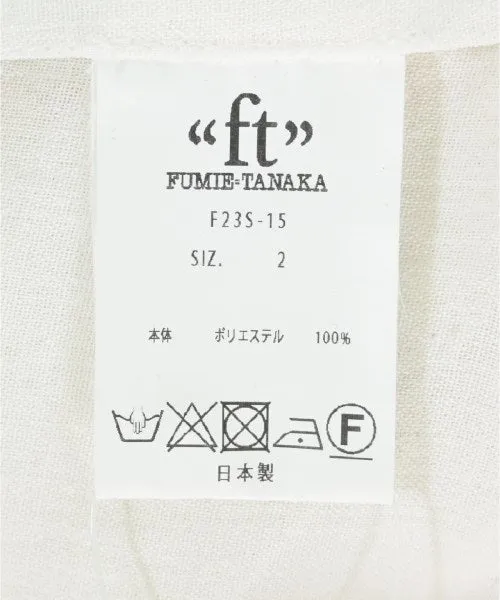 “ft”
FUMIE=TANAKA
F23S-15
SIZ. 2
本体 ポリエステル 100%
F
日本製